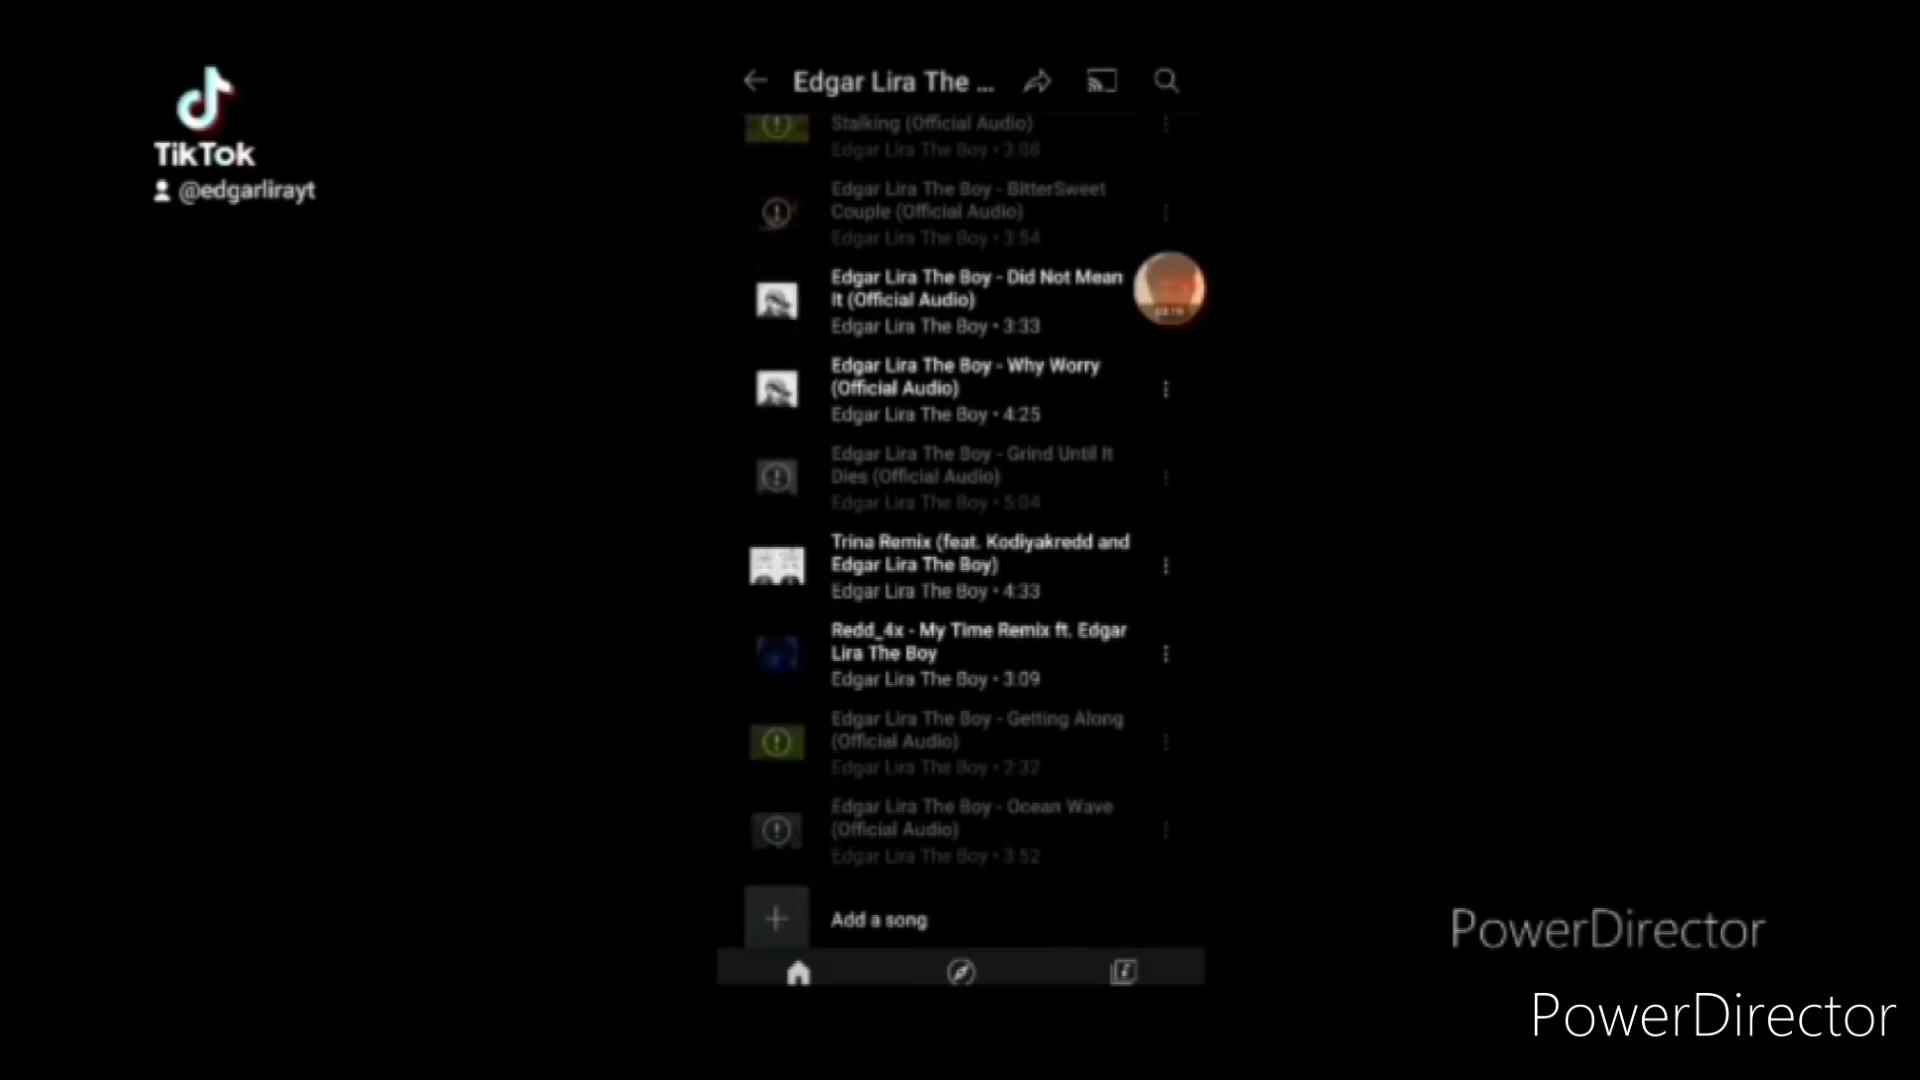 TikTok
@edgarlirayt
Edgar Lira The ...
Stalking (Official Audio)
Edgar Lira The Boy • 3:08
Edgar Lira The Boy - BitterSweet
Couple (Official Audio)
Edgar Lira The Boy • 3:54
Edgar Lira The Boy - Did Not Mean
It (Official Audio)
Edgar Lira The Boy • 3:33
Edgar Lira The Boy - Why Worry
(Official Audio)
Edgar Lira The Boy • 4:25
Edgar Lira The Boy - Grind Until It
Dies (Official Audio)
Edgar Lira The Boy • 5:04
Trina Remix (feat. Kodiyakredd and
Edgar Lira The Boy)
Edgar Lira The Boy • 4:33
Redd_4x - My Time Remix ft. Edgar
Lira The Boy
Edgar Lira The Boy • 3:09
Edgar Lira The Boy - Getting Along
(Official Audio)
Edgar Lira The Boy • 2:32
Edgar Lira The Boy - Ocean Wave
(Official Audio)
Edgar Lira The Boy • 3:52
Add a song
PowerDirector
PowerDirector